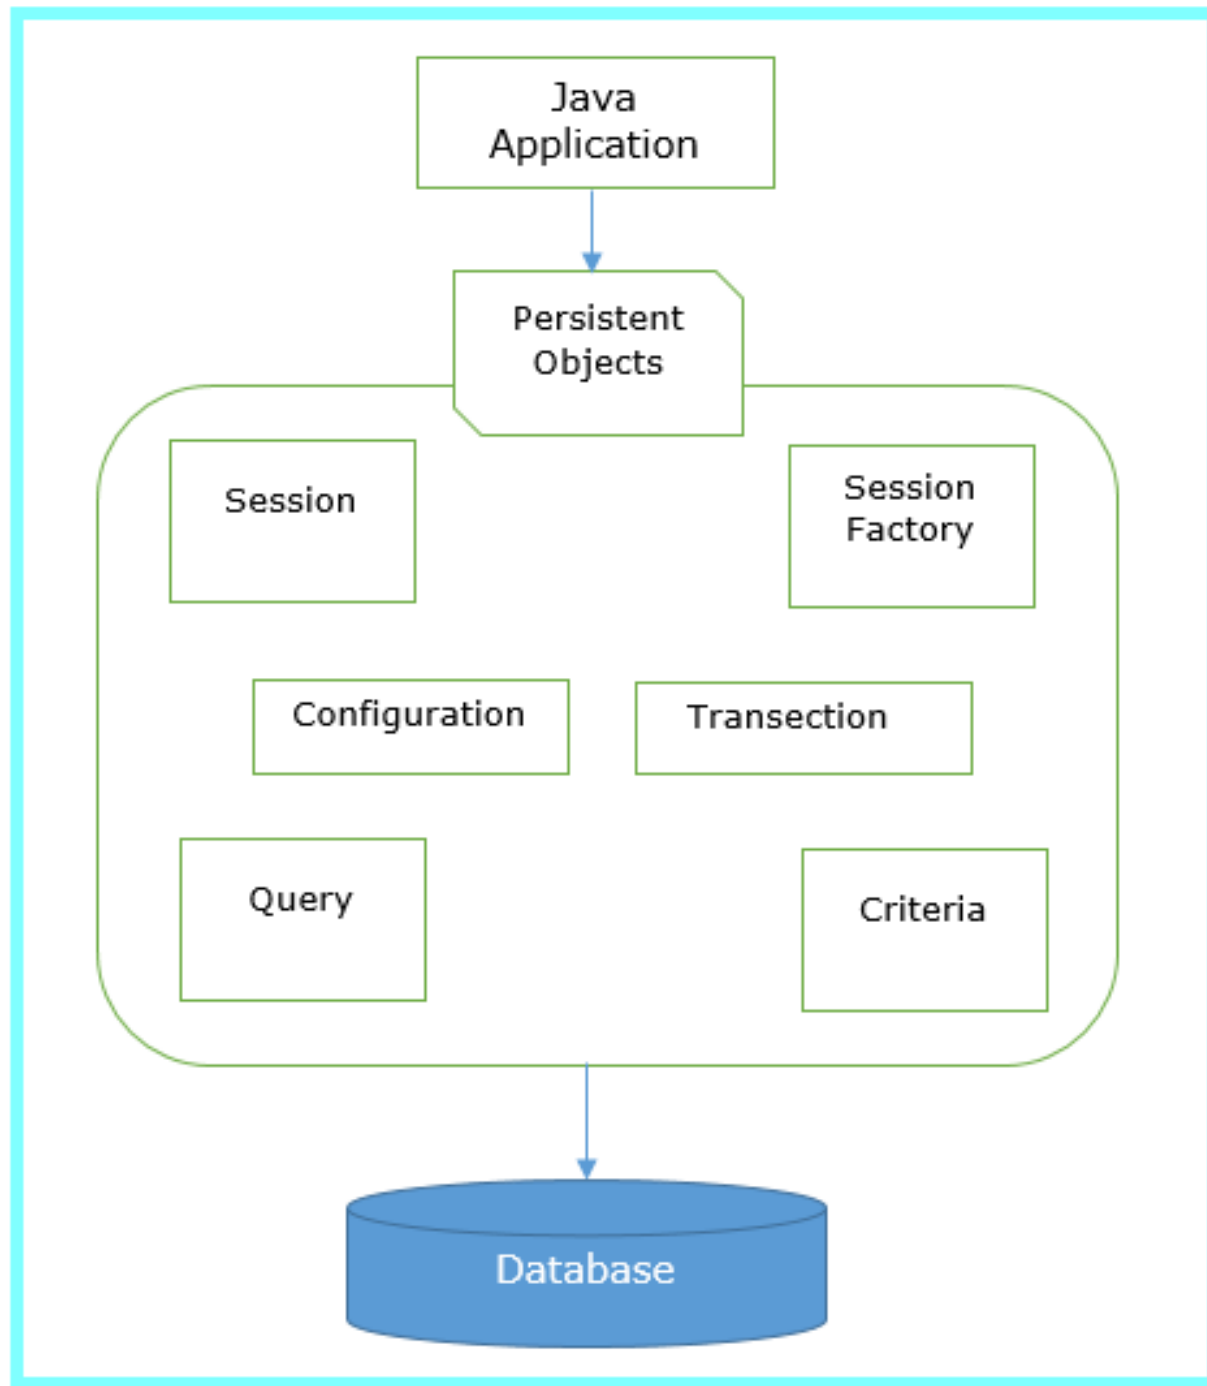 Java
Application
Persistent
Objects
Session
Session
Factory
Configuration
Transection
Query
Criteria
Database